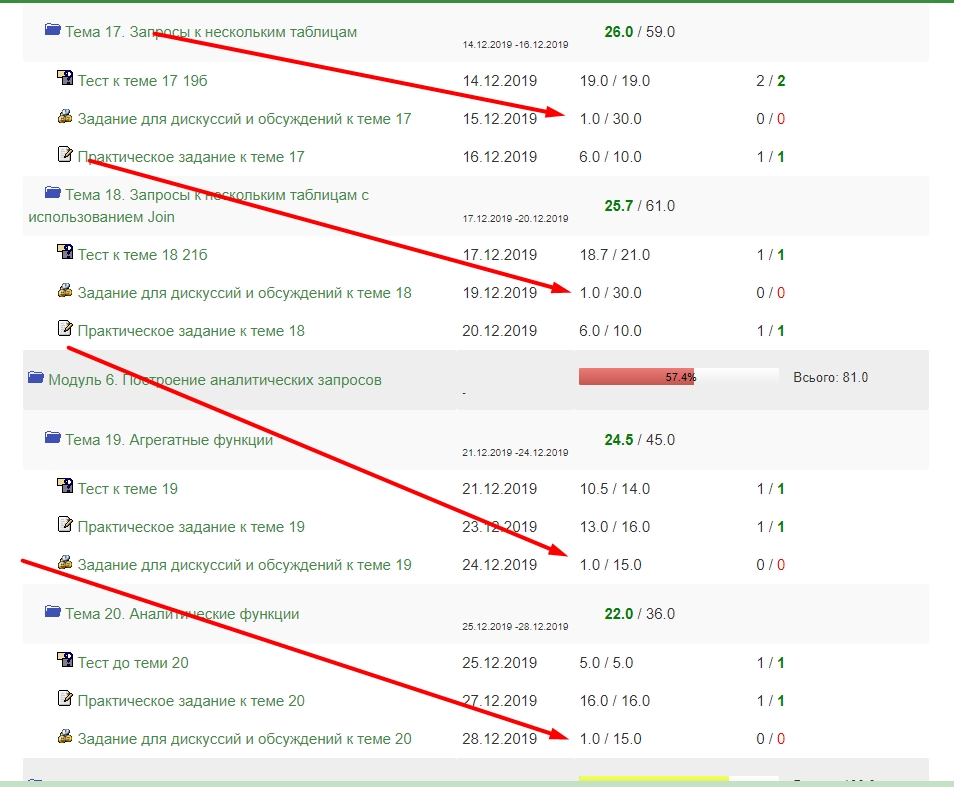 Тема 17. Запросы к нескольким таблицам 14.12.2019 -16.12.2019 26.0 / 59.0
Тест к теме 17 19б 14.12.2019 19.0 / 19.0 2 / 2
Задание для дискуссий и обсуждений к теме 17 15.12.2019 1.0 / 30.0 0 / 0
Практическое задание к теме 17 16.12.2019 6.0 / 10.0 1 / 1
Тема 18. Запросы к нескольким таблицам с
использованием Join 17.12.2019 -20.12.2019 25.7 / 61.0
Тест к теме 18 21б 17.12.2019 18.7 / 21.0 1 / 1
Задание для дискуссий и обсуждений к теме 18 19.12.2019 1.0 / 30.0 0 / 0
Практическое задание к теме 18 20.12.2019 6.0 / 10.0 1 / 1
Модуль 6. Построение аналитических запросов - 57.4% Всього: 81.0
Тема 19. Агрегатные функции 21.12.2019 -24.12.2019 24.5 / 45.0
Тест к теме 19 21.12.2019 10.5 / 14.0 1 / 1
Практическое задание к теме 19 23.12.2019 13.0 / 16.0 1 / 1
Задание для дискуссий и обсуждений к теме 19 24.12.2019 1.0 / 15.0 0 / 0
Тема 20. Аналитические функции 25.12.2019 -28.12.2019 22.0 / 36.0
Тест до теми 20 25.12.2019 5.0 / 5.0 1 / 1
Практическое задание к теме 20 27.12.2019 16.0 / 16.0 1 / 1
Задание для дискуссий и обсуждений к теме 20 28.12.2019 1.0 / 15.0 0 / 0